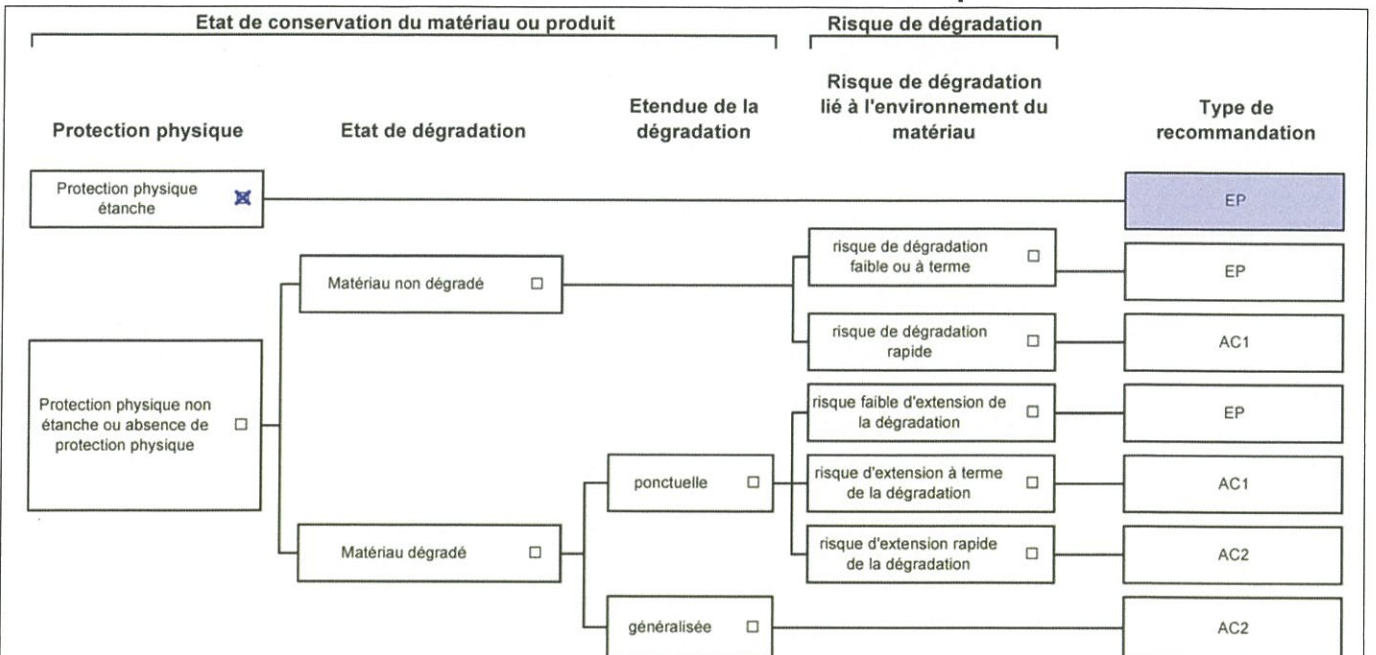 Etat de conservation du matériau ou produit
Risque de dégradation
Protection physique
Etat de dégradation
Etendue de la
dégradation
Risque de dégradation
lié à l'environnement du
matériau
Type de
recommandation
Protection physique
étanche
EP
Matériau non dégradé
risque de dégradation
faible ou à terme
EP
risque de dégradation
rapide
AC1
Protection physique non
étanche ou absence de
protection physique
risque faible d'extension de
la dégradation
EP
ponctuelle
risque d'extension à terme
de la dégradation
AC1
Matériau dégradé
risque d'extension rapide
de la dégradation
AC2
généralisée
AC2